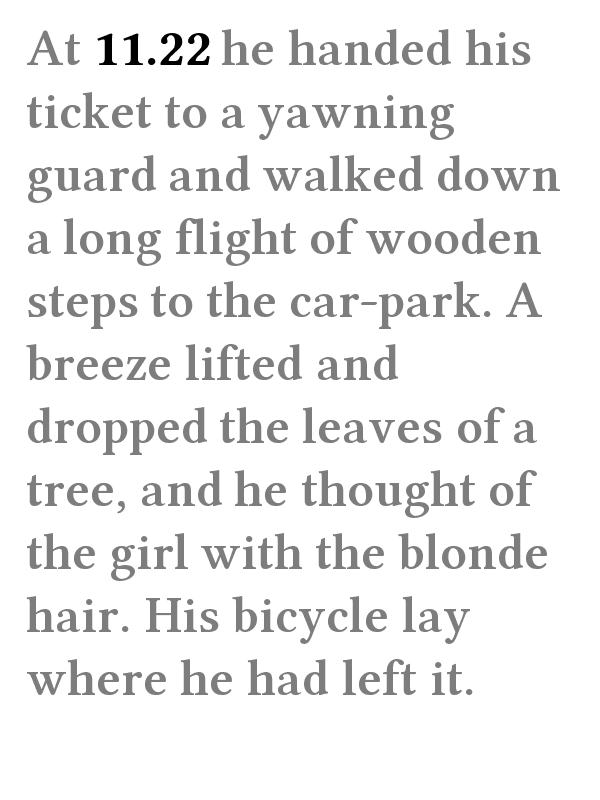 At 11.22 he handed his
ticket to a yawning
guard and walked down
a long flight of wooden
steps to the car-park. A
breeze lifted and
dropped the leaves of a
tree, and he thought of
the girl with the blonde
hair. His bicycle lay
where he had left it.